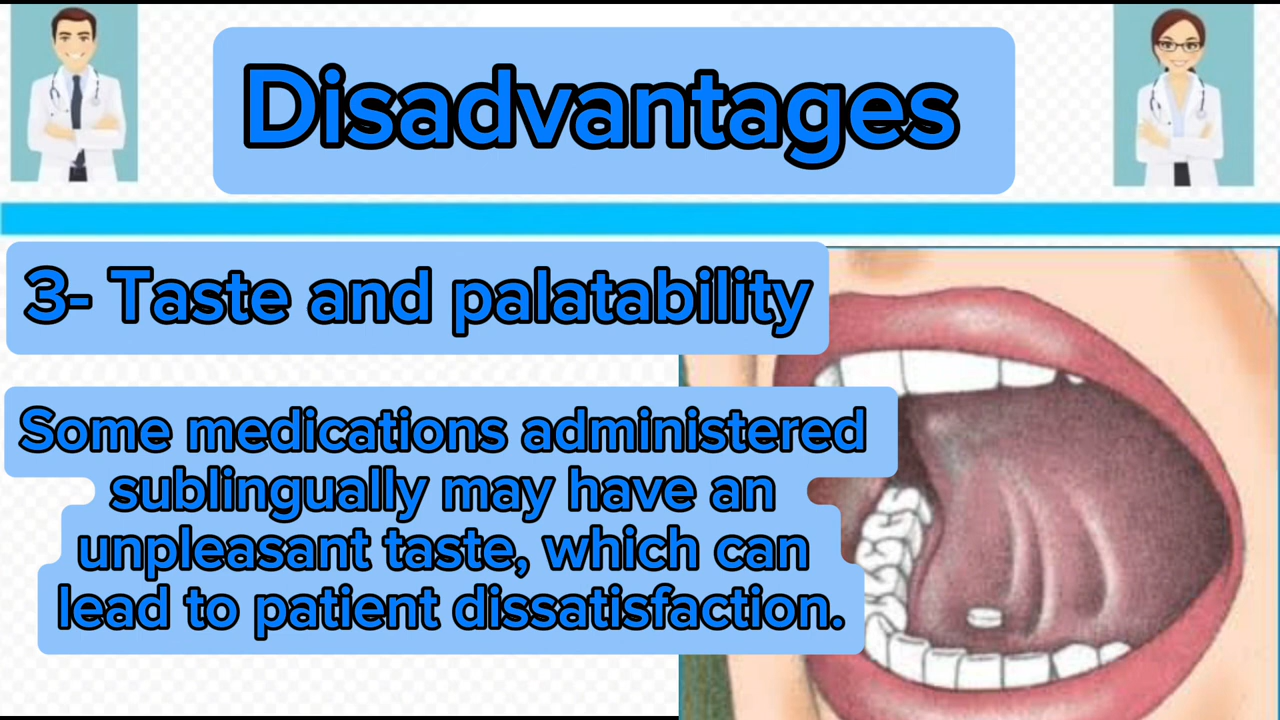 Disadvantages
3- Taste and palatability
Some medications administered
sublingually may have an
unpleasant taste, which can
lead to patient dissatisfaction.